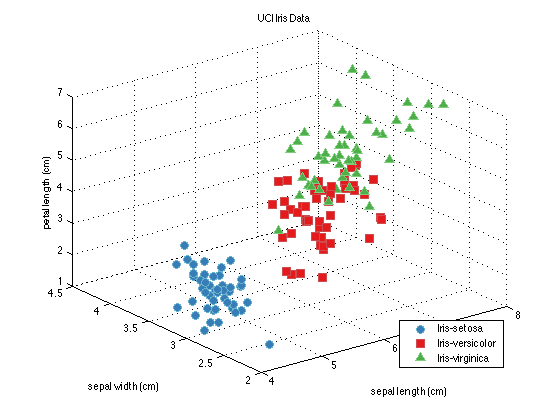 UCI Iris Data
7
6
5
4
3
2
1
petal length (cm)
4.5
4
3.5
3
2.5
2
sepal width (cm)
4
5
6
8
sepal length (cm)
Iris-setosa
Iris-versicolor
Iris-virginica